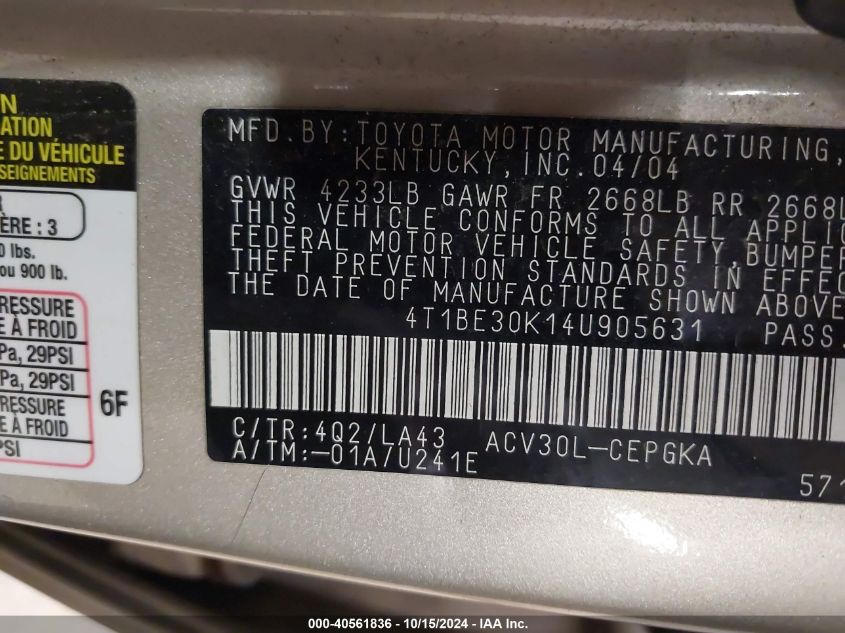 N
ATION
E DU VÉHICULE
SEIGNEMENTS
R
ÈRE : 3
0 lbs.
ou 900 lb.
PRESSURE
E À FROID
Pa, 29PSI
Pa, 29PSI
PRESSURE
E À FROID
PSI
6F
MFD.BY:TOYOTA MOTOR MANUFACTURING,
KENTUCKY,INC.04/04
GVWR 4233LB GAWR FR 2668LB RR 2668L
THIS VEHICLE CONFORMS TO ALL APPLIC
FEDERAL MOTOR VEHICLE SAFETY,BUMPER
THEFT PREVENTION STANDARDS IN EFFEC
THE DATE OF MANUFACTURE SHOWN ABOVE
4T1BE30K14U905631 PASS.
C/TR:4Q2/LA43 ACV30L-CEPGKA
A/TM:-01A/U241E
571
000-40561836 / 10/15/2024 - IAA Inc.